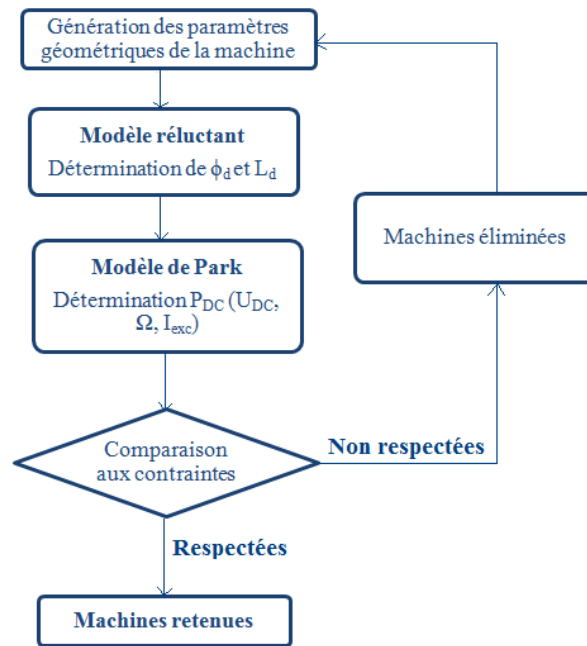 Génération des paramètres
géométriques de la machine
Modèle réluctant
Détermination de ϕd et Ld
Modèle de Park
Détermination PDC (UDC,
Ω, Iexc)
Machines éliminées
Comparaison
aux contraintes
Non respectées
Respectées
Machines retenues